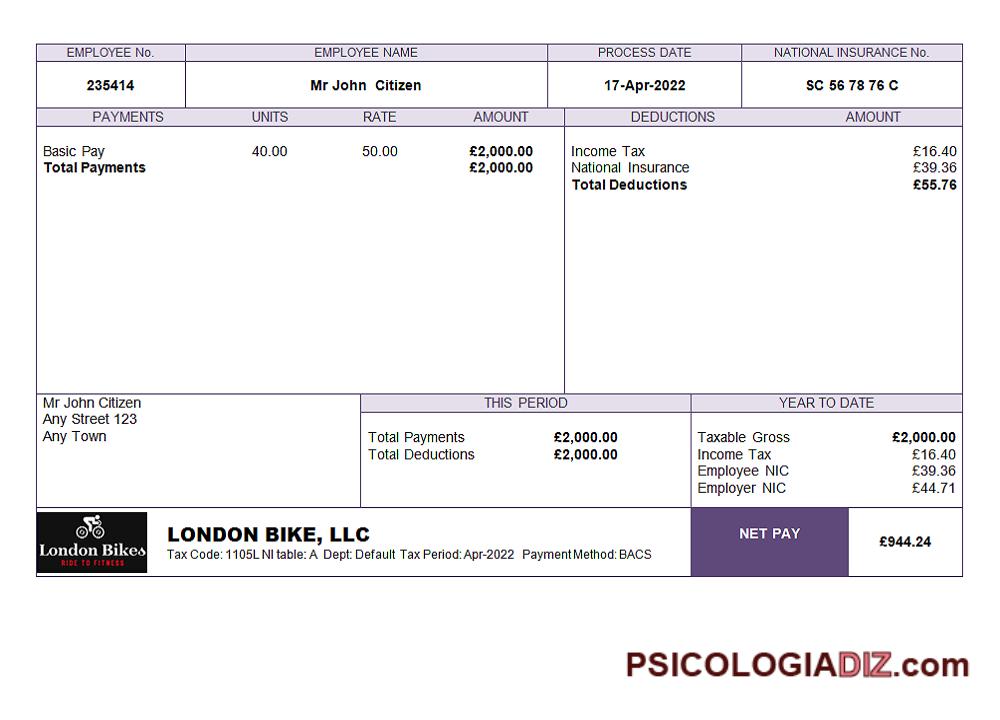 EMPLOYEE No. EMPLOYEE NAME PROCESS DATE NATIONAL INSURANCE No.
235414 Mr John Citizen 17-Apr-2022 SC 56 78 76 C
PAYMENTS UNITS RATE AMOUNT DEDUCTIONS AMOUNT
Basic Pay 40.00 50.00 £2,000.00 Income Tax £16.40
Total Payments £2,000.00 National Insurance £39.36
Total Deductions £55.76
Mr John Citizen THIS PERIOD YEAR TO DATE
Any Street 123
Any Town Total Payments £2,000.00 Taxable Gross £2,000.00
Total Deductions £2,000.00 Income Tax £16.40
Employee NIC £39.36
Employer NIC £44.71
London Bikes
RIDE TO FITNESS
LONDON BIKE, LLC NET PAY £944.24
Tax Code: 1105L NI table: A Dept: Default Tax Period: Apr-2022 Payment Method: BACS
PSICOLOGIADIZ.com